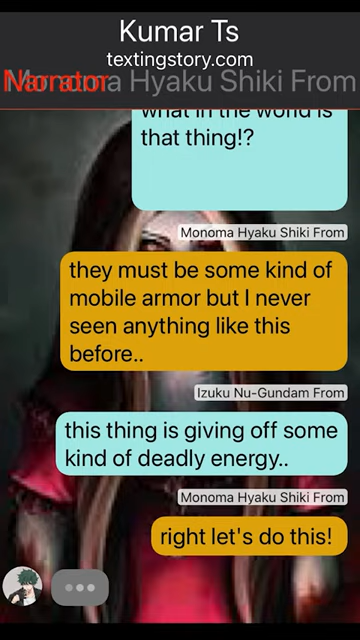 Kumar Ts
textingstory.com
Narrator
Monoma Hyaku Shiki From
what in the world is
that thing!?
Monoma Hyaku Shiki From
they must be some kind of
mobile armor but I never
seen anything like this
before..
Izuku Nu-Gundam From
this thing is giving off some
kind of deadly energy..
Monoma Hyaku Shiki From
right let's do this!